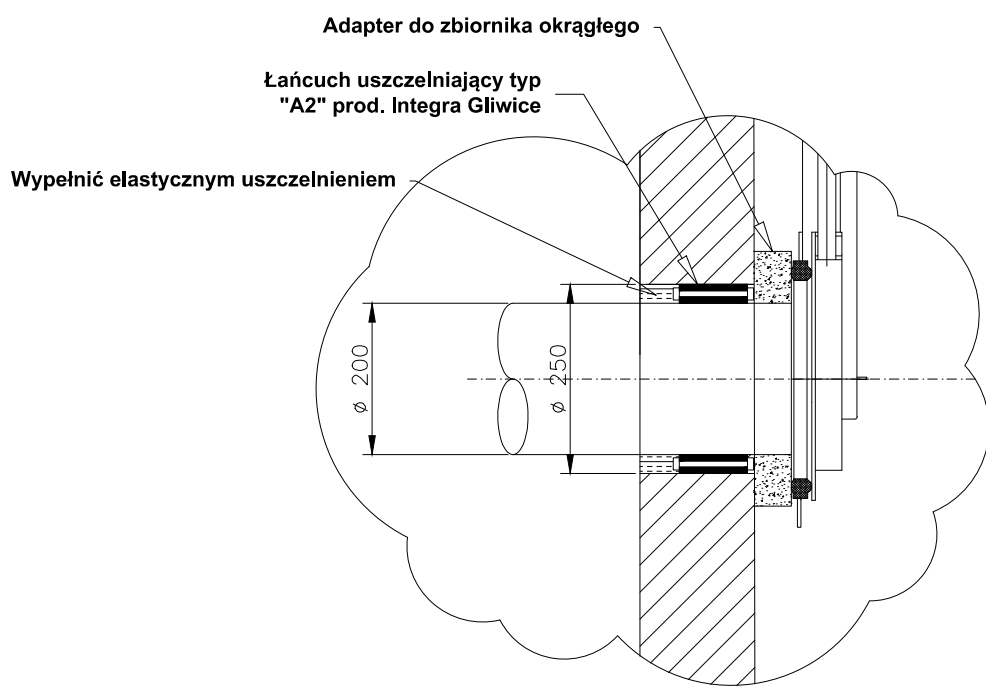 Adapter do zbiornika okrągłego
Łańcuch uszczelniający typ
"A2" prod. Integra Gliwice
Wypełnić elastycznym uszczelnieniem
ø 200
ø 250